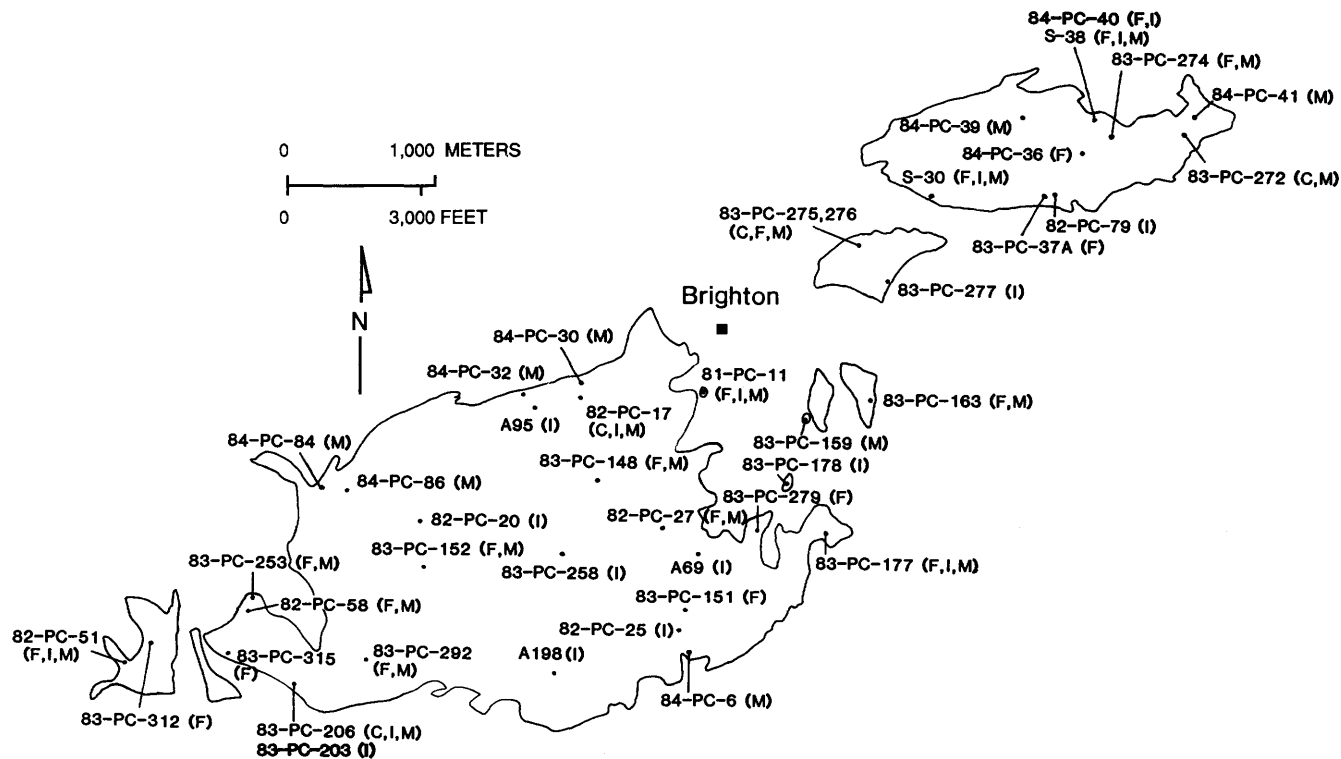 84-PC-40 (F,I)
S-38 (F,I,M)
83-PC-274 (F,M)
84-PC-41 (M)
84-PC-39 (M)
84-PC-36 (F)
83-PC-272 (C,M)
S-30 (F,I,M)
82-PC-79 (I)
83-PC-37A (F)
0 1,000 METERS
0 3,000 FEET
83-PC-275,276
(C,F,M)
83-PC-277 (I)
Brighton
N
84-PC-30 (M)
84-PC-32 (M)
81-PC-11
(F,I,M)
83-PC-163 (F,M)
82-PC-17
(C,I,M)
A95 (I)
83-PC-159 (M)
84-PC-84 (M)
83-PC-148 (F,M)
83-PC-178 (I)
84-PC-86 (M)
83-PC-279 (F)
82-PC-27 (F,M)
82-PC-20 (I)
83-PC-152 (F,M)
83-PC-253 (F,M)
83-PC-258 (I)
A69 (I)
83-PC-177 (F,I,M)
83-PC-151 (F)
82-PC-58 (F,M)
82-PC-25 (I)
82-PC-51
(F,I,M)
83-PC-315
(F)
83-PC-292
(F,M)
A198 (I)
84-PC-6 (M)
83-PC-312 (F)
83-PC-206 (C,I,M)
83-PC-203 (I)